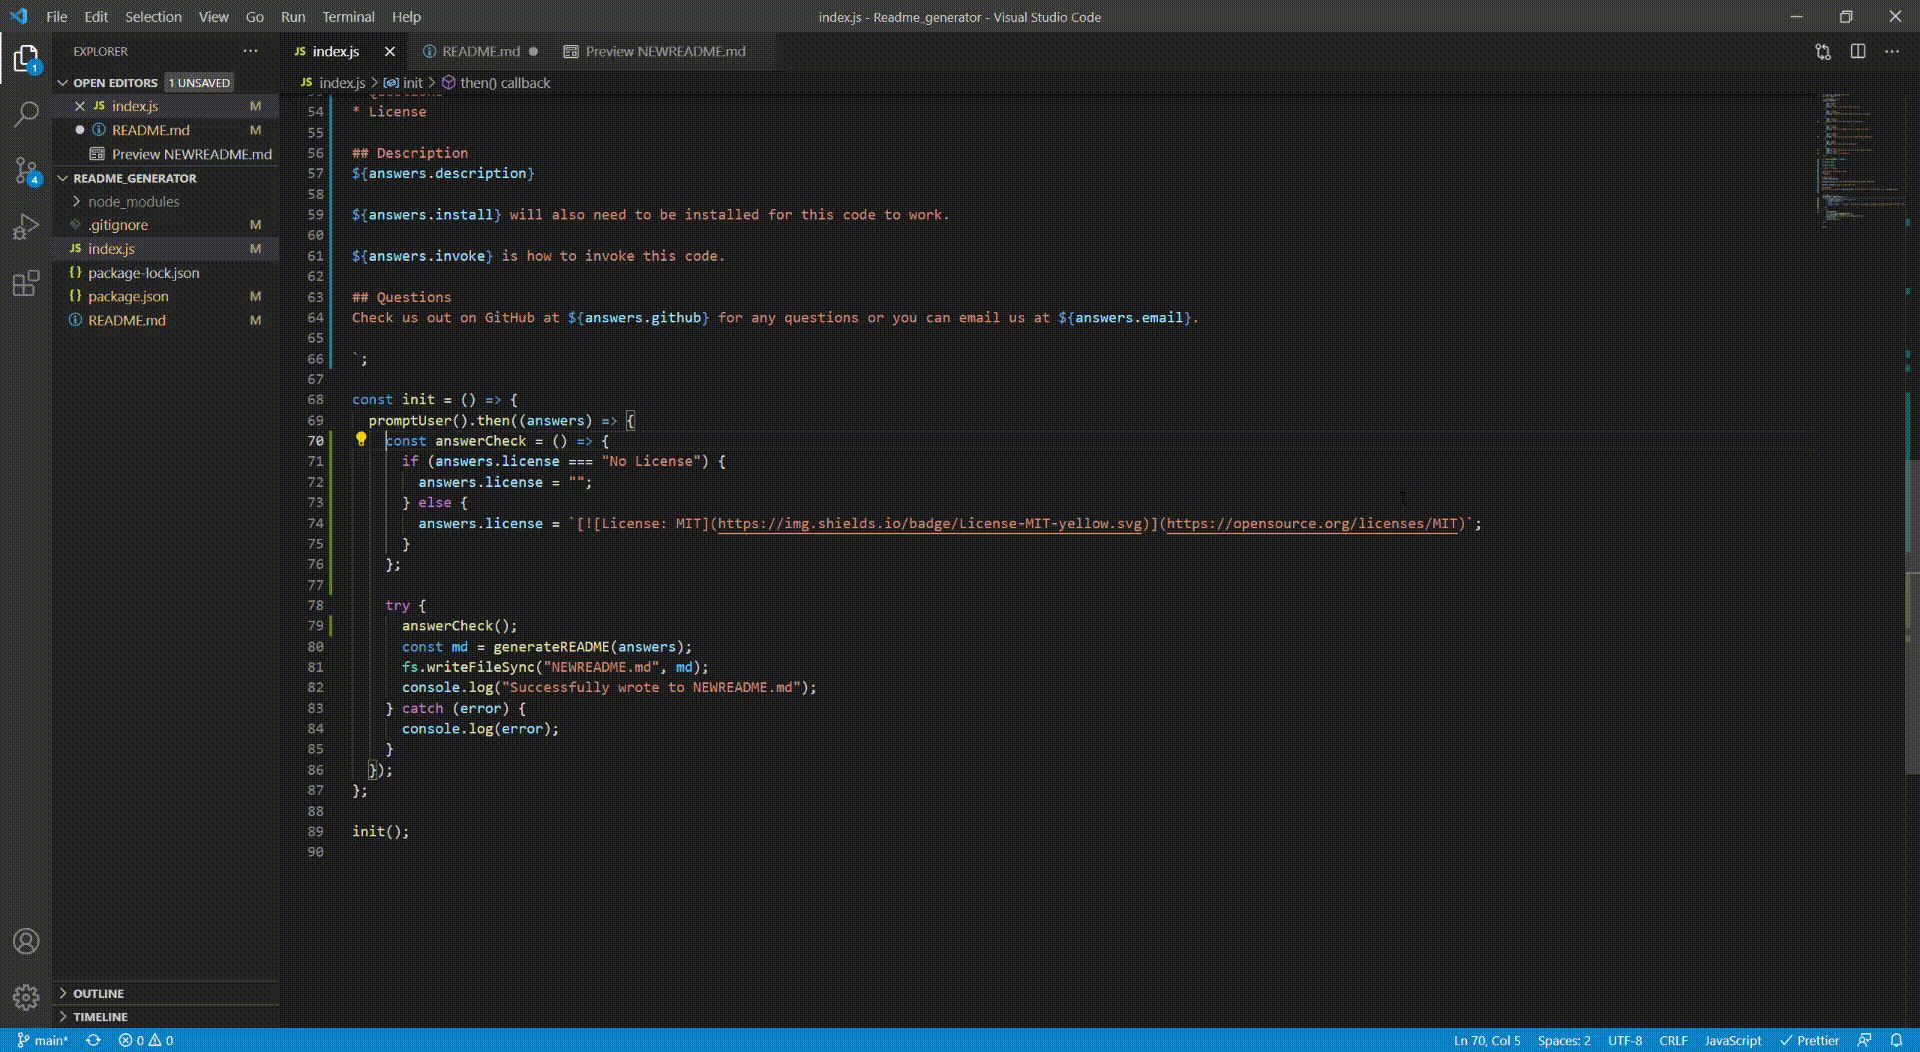 File Edit Selection View Go Run Terminal Help
index.js - Readme_generator - Visual Studio Code
EXPLORER
OPEN EDITORS 1 UNSAVED
JS index.js M
README.md M
Preview NEWREADME.md
README_GENERATOR
node_modules
.gitignore M
JS index.js M
{} package-lock.json
{} package.json M
README.md M
OUTLINE
TIMELINE
1
4
JS index.js
README.md
Preview NEWREADME.md
JS index.js > init > then() callback
54 * License
55
56 ## Description
57 ${answers.description}
58
59 ${answers.install} will also need to be installed for this code to work.
60
61 ${answers.invoke} is how to invoke this code.
62
63 ## Questions
64 Check us out on GitHub at ${answers.github} for any questions or you can email us at ${answers.email}.
65
66 `;
67
68 const init = () => {
69 promptUser().then((answers) => {
70 const answerCheck = () => {
71 if (answers.license === "No License") {
72 answers.license = "";
73 } else {
74 answers.license = `[![License: MIT](https://img.shields.io/badge/License-MIT-yellow.svg)](https://opensource.org/licenses/MIT)`;
75 }
76 };
77
78 try {
79 answerCheck();
80 const md = generateREADME(answers);
81 fs.writeFileSync("NEWREADME.md", md);
82 console.log("Successfully wrote to NEWREADME.md");
83 } catch (error) {
84 console.log(error);
85 }
86 });
87 };
88
89 init();
90
main* 0 0
Ln 70, Col 5 Spaces: 2 UTF-8 CRLF JavaScript Prettier